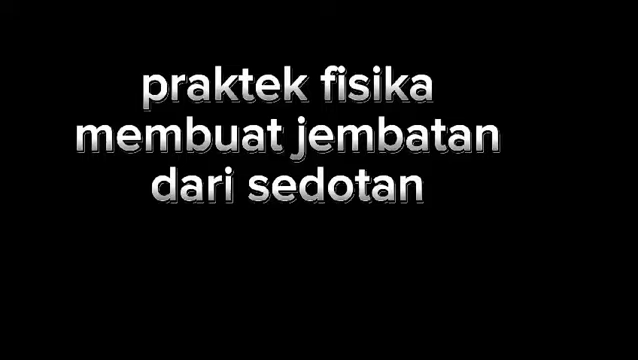 praktek fisika
membuat jembatan
dari sedotan